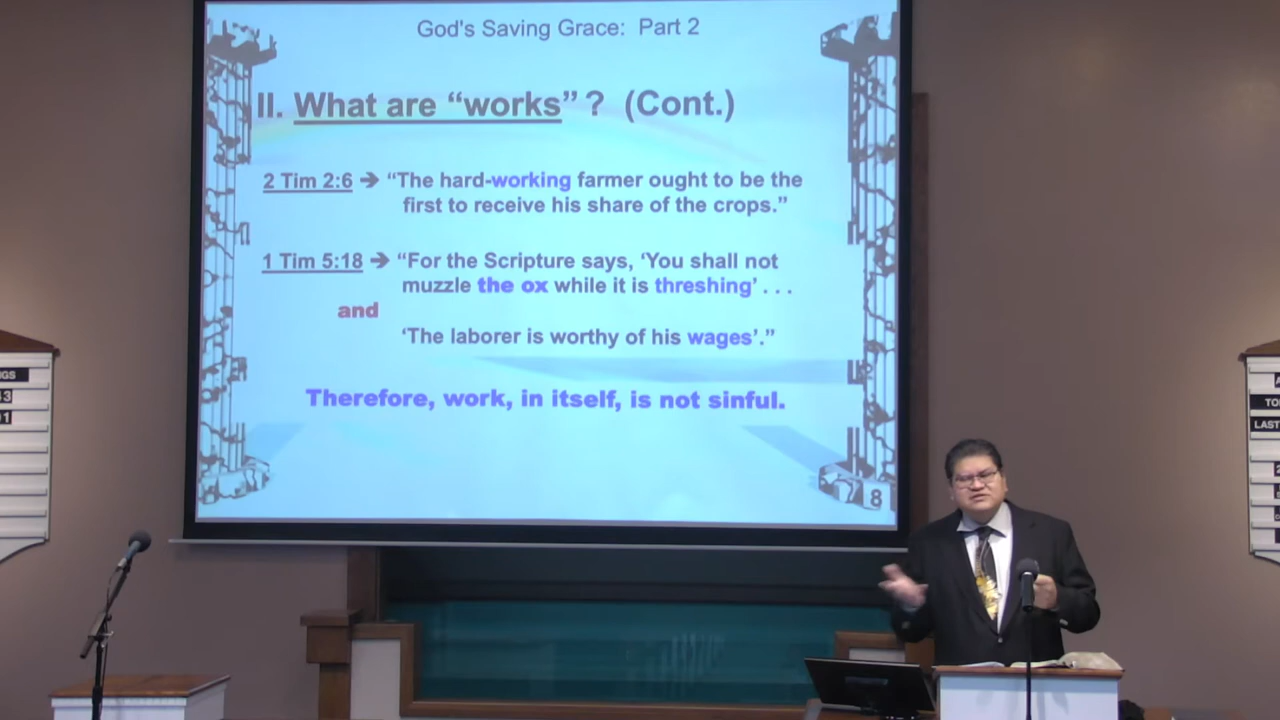 God's Saving Grace: Part 2
II. What are “works” ? (Cont.)
2 Tim 2:6 ➔ “The hard-working farmer ought to be the
first to receive his share of the crops.”
1 Tim 5:18 ➔ “For the Scripture says, ‘You shall not
muzzle the ox while it is threshing’ . . .
and
‘The laborer is worthy of his wages’.”
Therefore, work, in itself, is not sinful.
8
LAST